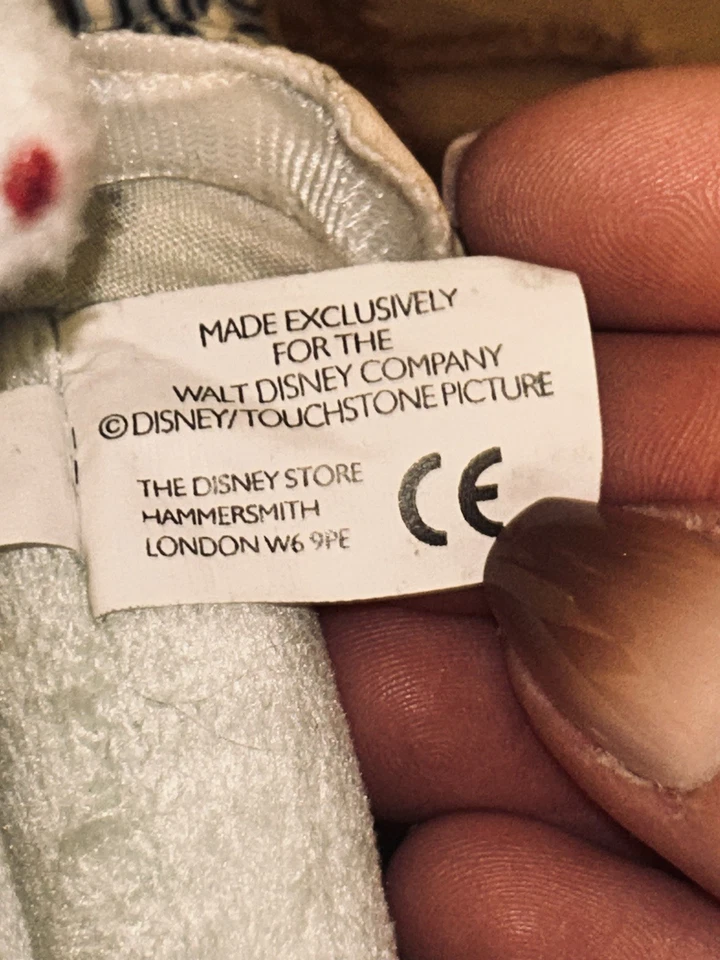 MADE EXCLUSIVELY
FOR THE
WALT DISNEY COMPANY
©DISNEY/TOUCHSTONE PICTURE
THE DISNEY STORE
HAMMERSMITH
LONDON W6 9PE
CE